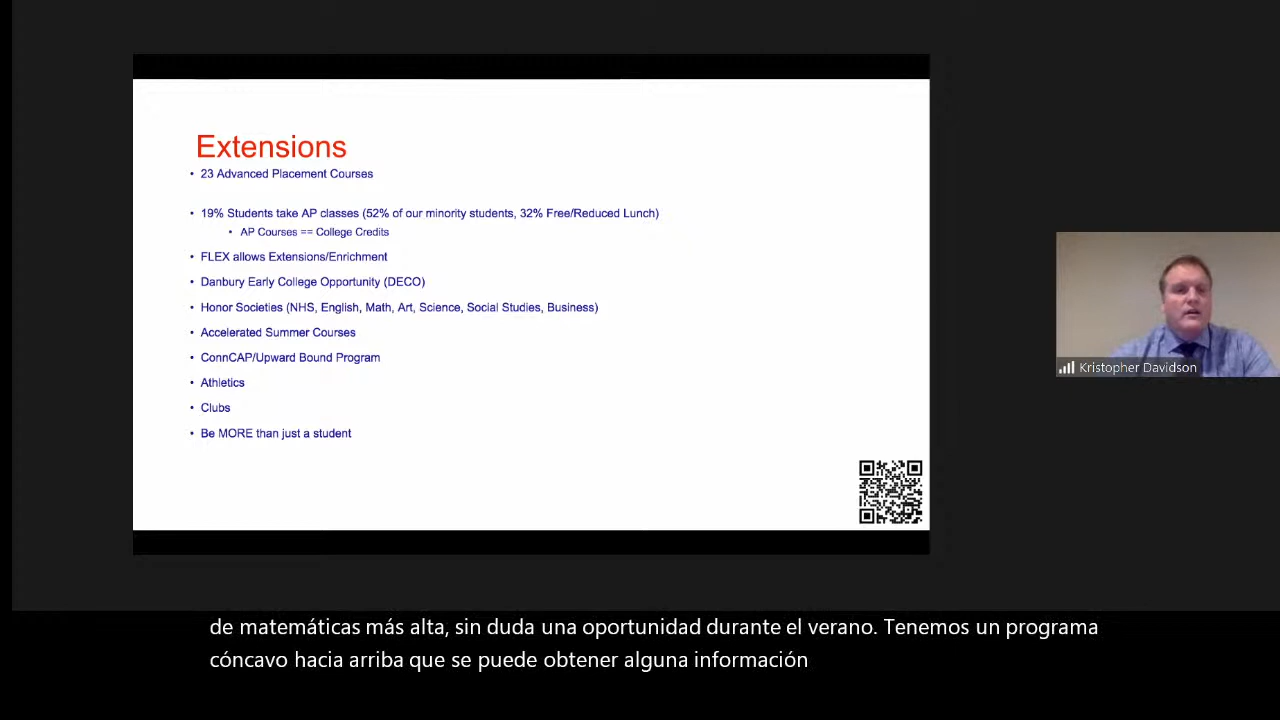 Extensions
• 23 Advanced Placement Courses
• 19% Students take AP classes (52% of our minority students, 32% Free/Reduced Lunch)
• AP Courses == College Credits
• FLEX allows Extensions/Enrichment
• Danbury Early College Opportunity (DECO)
• Honor Societies (NHS, English, Math, Art, Science, Social Studies, Business)
• Accelerated Summer Courses
• ConnCAP/Upward Bound Program
• Athletics
• Clubs
• Be MORE than just a student
Kristopher Davidson
de matemáticas más alta, sin duda una oportunidad durante el verano. Tenemos un programa
cóncavo hacia arriba que se puede obtener alguna información